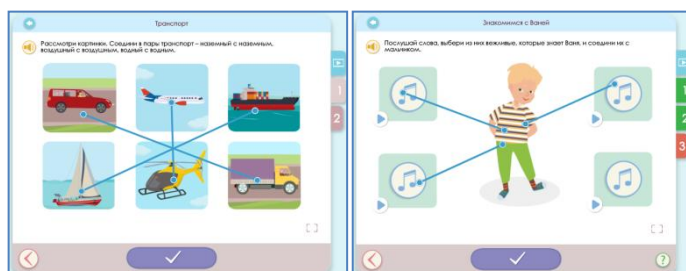 Транспорт
Рассмотри картинки. Соедини в пары транспорт – наземный с наземным,
воздушный с воздушным, водный с водным.
1
2
Знакомимся с Ваней
Послушай слова, выбери из них вежливые, которые знает Ваня, и соедини их с
мальчиком.
1
2
3
?